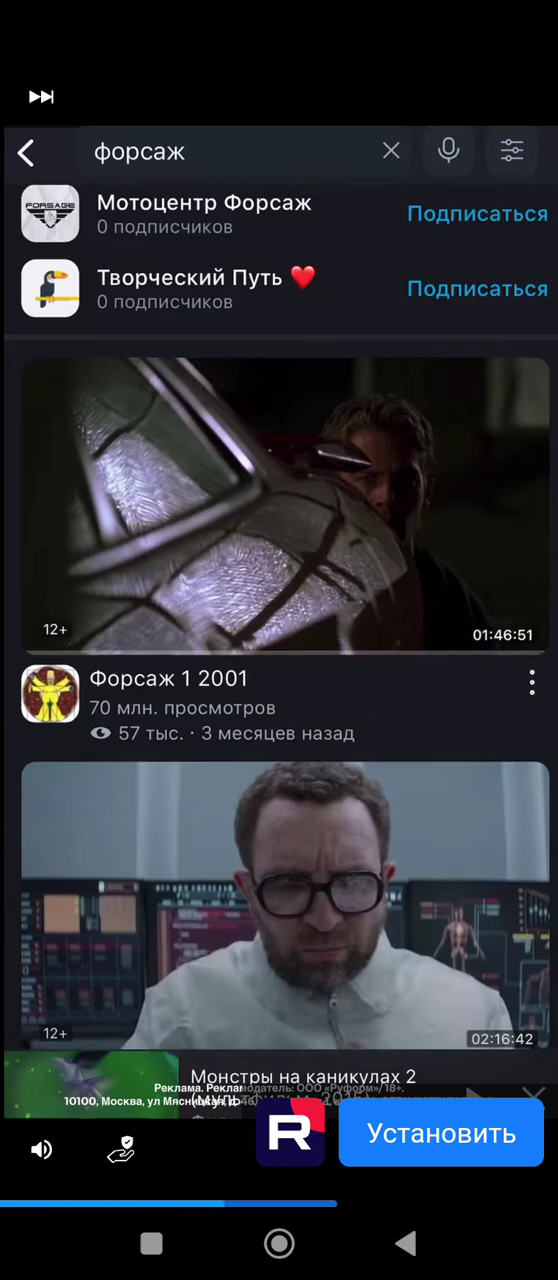 форсаж
FORSAGE
Мотоцентр Форсаж
0 подписчиков
Подписаться
Творческий Путь ❤️
0 подписчиков
Подписаться
12+
01:46:51
Форсаж 1 2001
70 млн. просмотров
57 тыс. · 3 месяцев назад
12+
02:16:42
Монстры на каникулах 2
Реклама. Рекламодатель: ООО «Руформ»/18+.
10100, Москва, ул Мясницкая,
R
Установить